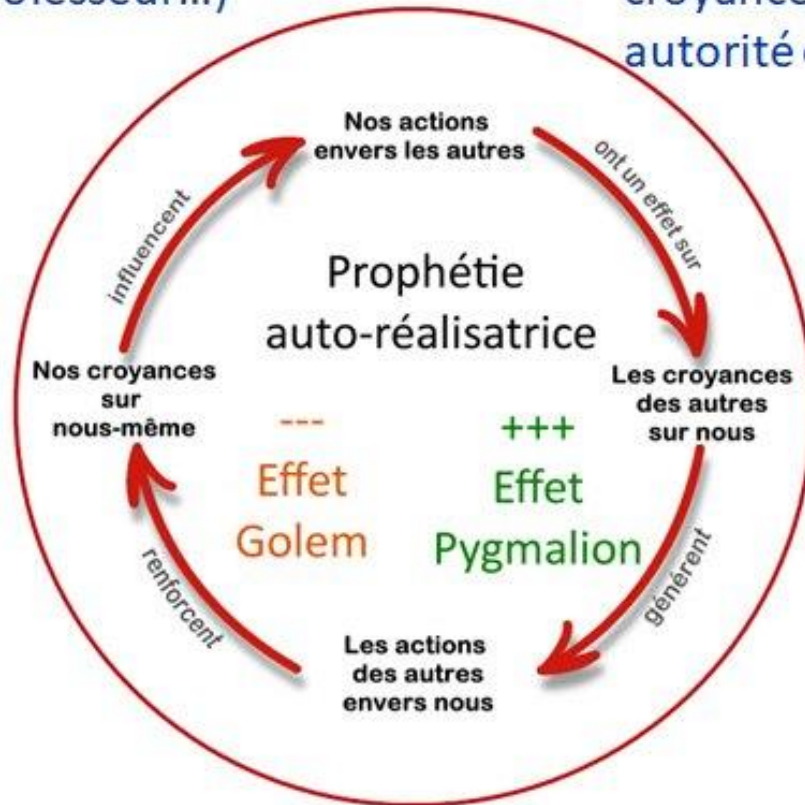 autorité
Nos actions
envers les autres
ont un effet sur
influencent
Prophétie
auto-réalisatrice
Nos croyances
sur
nous-même
Les croyances
des autres
sur nous
---
Effet
Golem
+++
Effet
Pygmalion
renforcent
générent
Les actions
des autres
envers nous